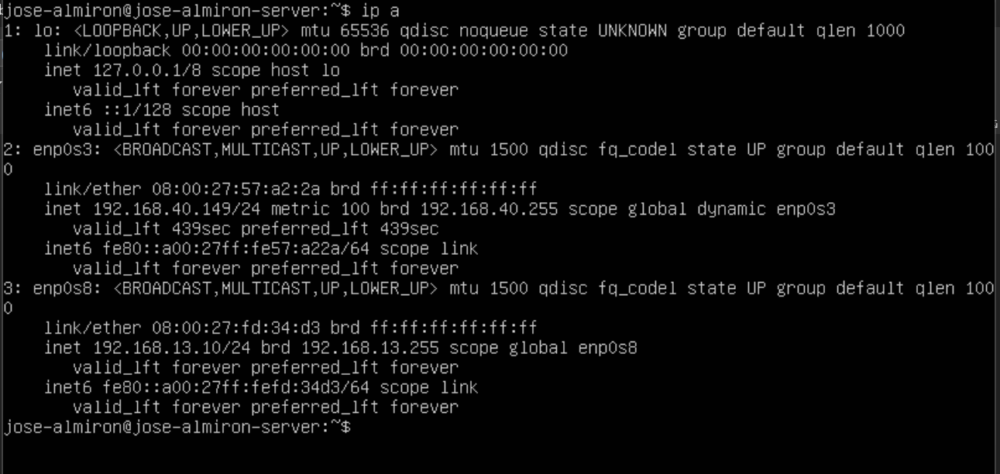 jose-almiron@jose-almiron-server:~$ ip a
1: lo: <LOOPBACK,UP,LOWER_UP> mtu 65536 qdisc noqueue state UNKNOWN group default qlen 1000
    link/loopback 00:00:00:00:00:00 brd 00:00:00:00:00:00
    inet 127.0.0.1/8 scope host lo
       valid_lft forever preferred_lft forever
    inet6 ::1/128 scope host
       valid_lft forever preferred_lft forever
2: enp0s3: <BROADCAST,MULTICAST,UP,LOWER_UP> mtu 1500 qdisc fq_codel state UP group default qlen 100
0
    link/ether 08:00:27:57:a2:2a brd ff:ff:ff:ff:ff:ff
    inet 192.168.40.149/24 metric 100 brd 192.168.40.255 scope global dynamic enp0s3
       valid_lft 439sec preferred_lft 439sec
    inet6 fe80::a00:27ff:fe57:a22a/64 scope link
       valid_lft forever preferred_lft forever
3: enp0s8: <BROADCAST,MULTICAST,UP,LOWER_UP> mtu 1500 qdisc fq_codel state UP group default qlen 100
0
    link/ether 08:00:27:fd:34:d3 brd ff:ff:ff:ff:ff:ff
    inet 192.168.13.10/24 brd 192.168.13.255 scope global enp0s8
       valid_lft forever preferred_lft forever
    inet6 fe80::a00:27ff:fefd:34d3/64 scope link
       valid_lft forever preferred_lft forever
jose-almiron@jose-almiron-server:~$